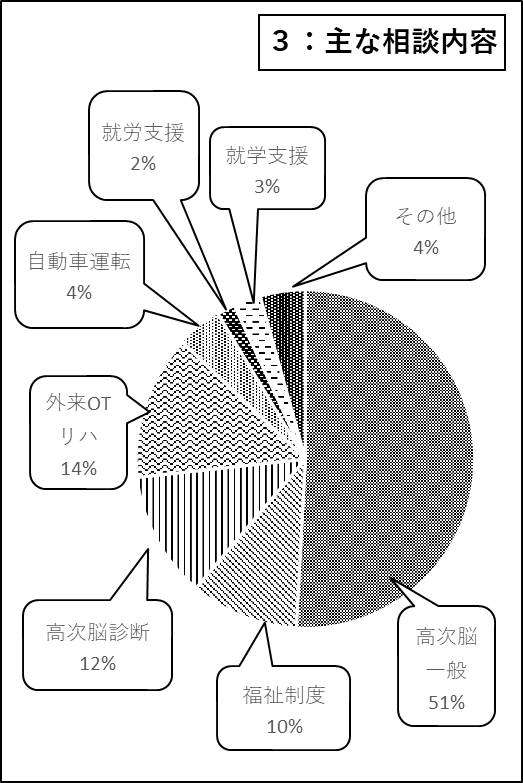 ３：主な相談内容
就労支援
2%
就学支援
3%
その他
4%
自動車運転
4%
外来OT
リハ
14%
高次脳診断
12%
福祉制度
10%
高次脳
一般
51%